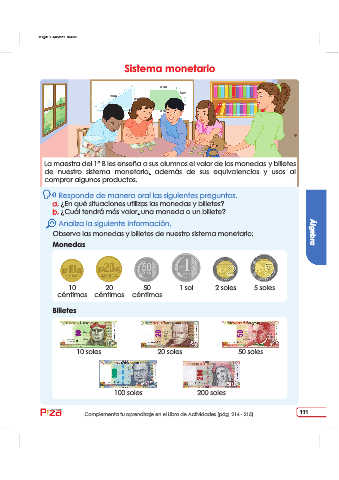 Sistema monetario
La maestra del 1° B les enseña a sus alumnos el valor de las monedas y billetes
de nuestro sistema monetario, además de sus equivalencias y usos al
comprar algunos productos.
Responde de manera oral las siguientes preguntas.
a. ¿En qué situaciones utilizas las monedas y billetes?
b. ¿Cuál tendrá más valor, una moneda o un billete?
Analiza la siguiente información.
Observa las monedas y billetes de nuestro sistema monetario:
Monedas
10 20 50 1 sol 2 soles 5 soles
céntimos céntimos céntimos
Billetes
10 soles 20 soles 50 soles
100 soles 200 soles
Álgebra
Complementa tu aprendizaje en el Libro de Actividades (pág. 214 - 215)
111